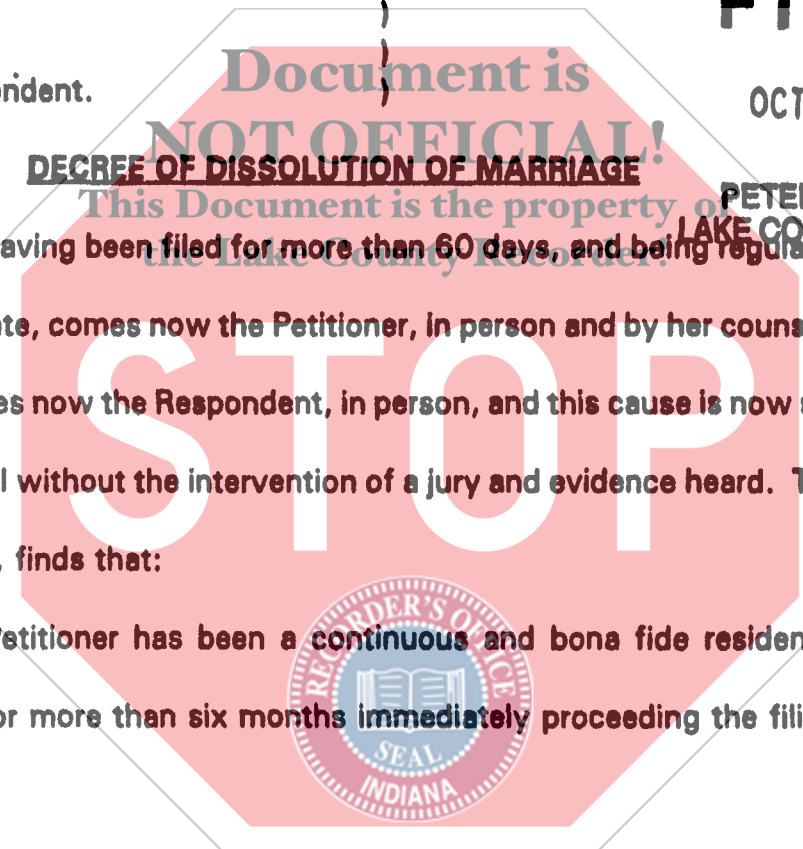 Document is
ndent.
OCT
NOT OFFICIAL!
DECREE OF DISSOLUTION OF MARRIAGE
PETE
This Document is the property of
LAKE CO
aving been filed for more than 60 days, and being regula
the Lake County Recorder!
te, comes now the Petitioner, in person and by her couns
es now the Respondent, in person, and this cause is now
STOP
l without the intervention of a jury and evidence heard. T
, finds that:
RECORDER'S OFFICE
etitioner has been a continuous and bona fide residen
or more than six months immediately proceeding the fili
SEAL
INDIANA